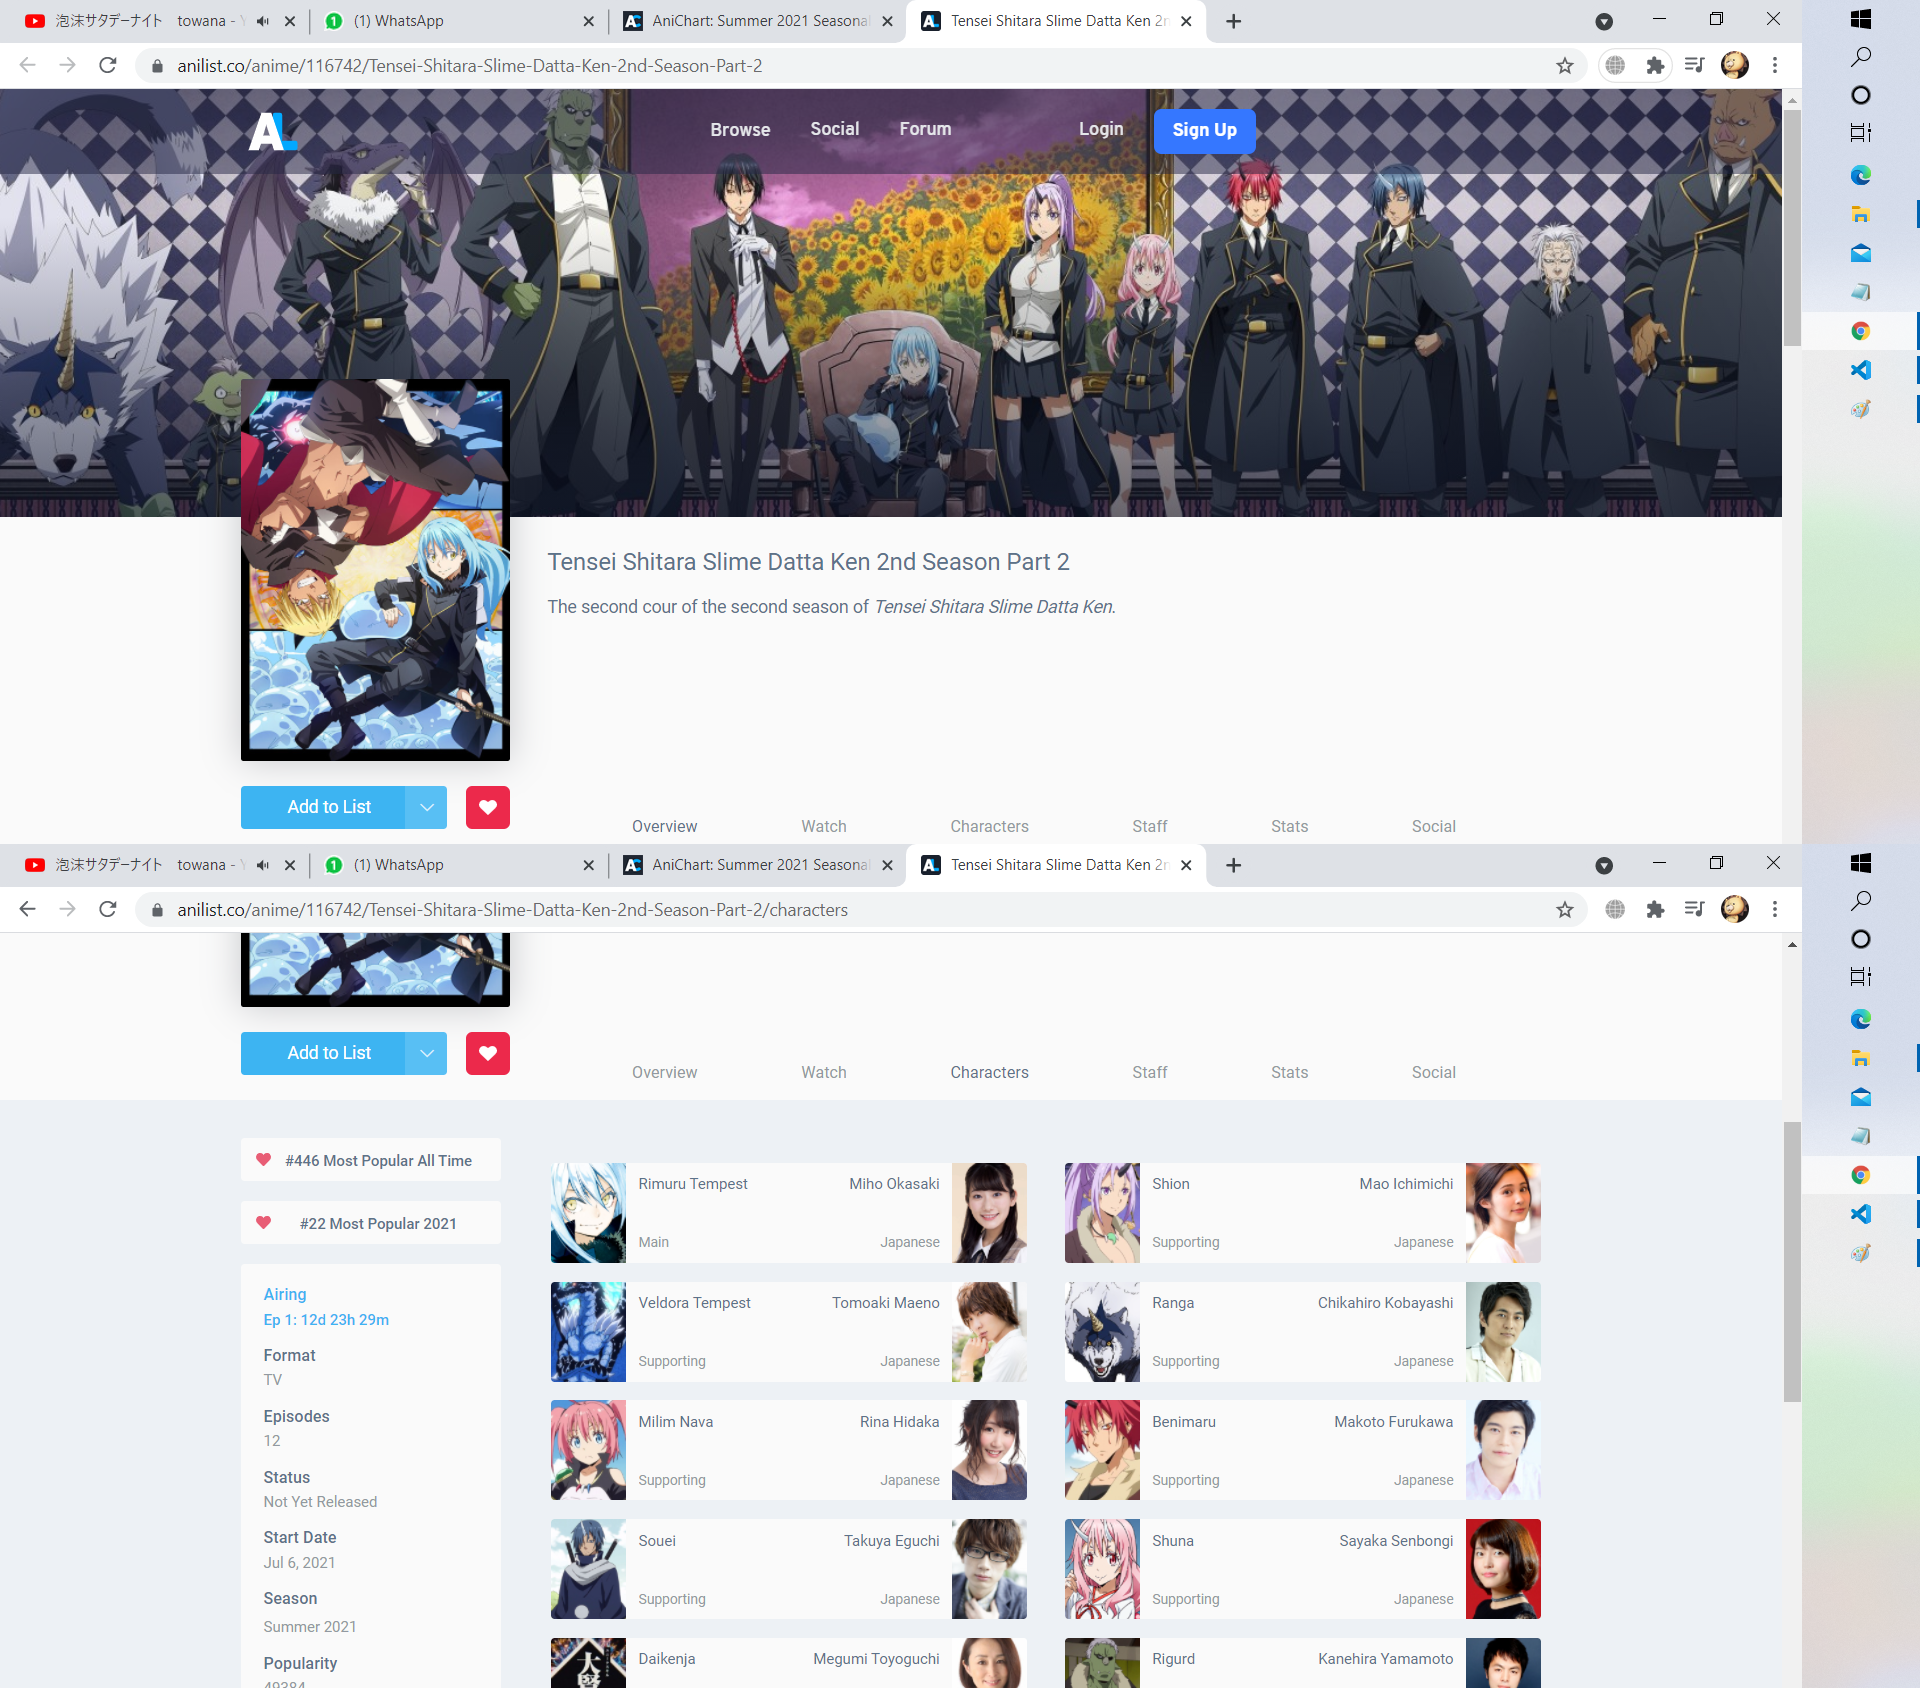 泡沫サタデーナイト towana - Y
(1) WhatsApp
AniChart: Summer 2021 Seasonal
Tensei Shitara Slime Datta Ken 2n
anilist.co/anime/116742/Tensei-Shitara-Slime-Datta-Ken-2nd-Season-Part-2
AL
Browse
Social
Forum
Login
Sign Up
Tensei Shitara Slime Datta Ken 2nd Season Part 2
The second cour of the second season of Tensei Shitara Slime Datta Ken.
Add to List
Overview
Watch
Characters
Staff
Stats
Social
泡沫サタデーナイト towana - Y
(1) WhatsApp
AniChart: Summer 2021 Seasonal
Tensei Shitara Slime Datta Ken 2n
anilist.co/anime/116742/Tensei-Shitara-Slime-Datta-Ken-2nd-Season-Part-2/characters
Add to List
Overview
Watch
Characters
Staff
Stats
Social
#446 Most Popular All Time
#22 Most Popular 2021
Airing
Ep 1: 12d 23h 29m
Format
TV
Episodes
12
Status
Not Yet Released
Start Date
Jul 6, 2021
Season
Summer 2021
Popularity
49384
Rimuru Tempest
Miho Okasaki
Main
Japanese
Shion
Mao Ichimichi
Supporting
Japanese
Veldora Tempest
Tomoaki Maeno
Supporting
Japanese
Ranga
Chikahiro Kobayashi
Supporting
Japanese
Milim Nava
Rina Hidaka
Supporting
Japanese
Benimaru
Makoto Furukawa
Supporting
Japanese
Souei
Takuya Eguchi
Supporting
Japanese
Shuna
Sayaka Senbongi
Supporting
Japanese
Daikenja
Megumi Toyoguchi
Rigurd
Kanehira Yamamoto